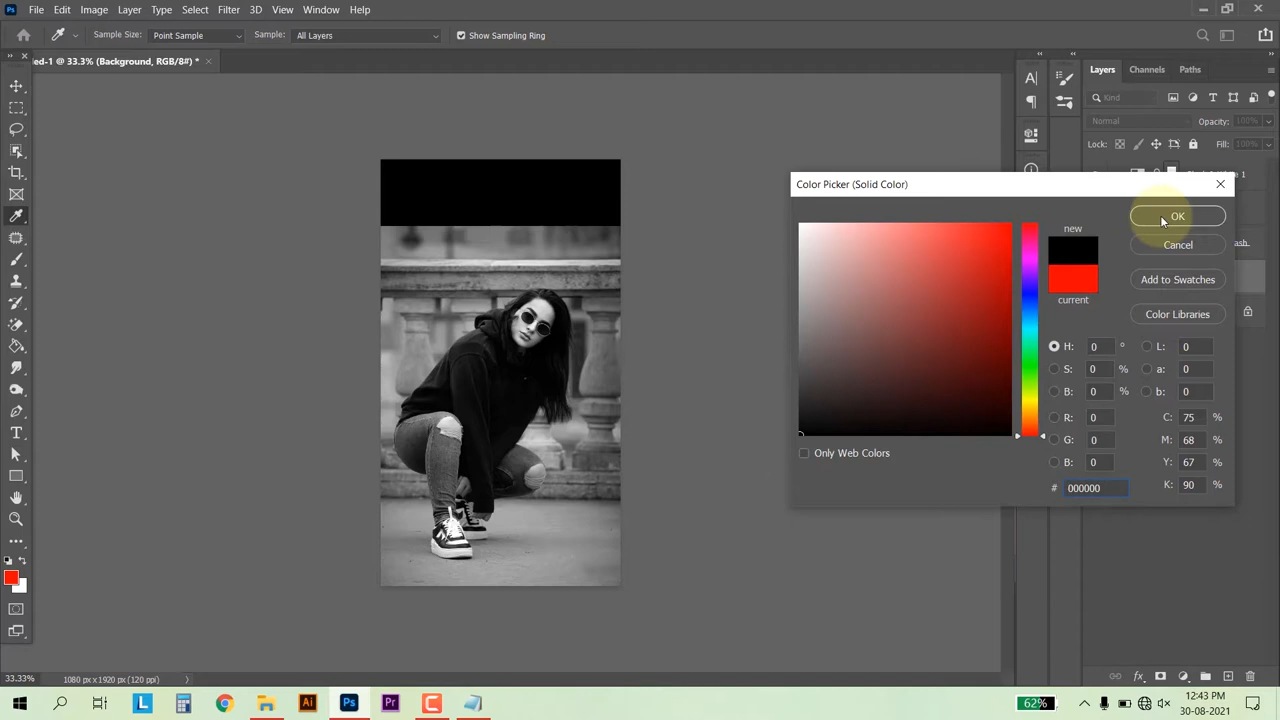 Ps File Edit Image Layer Type Select Filter 3D View Window Help
Sample Size: Point Sample Sample: All Layers Show Sampling Ring
ed-1 @ 33.3% (Background, RGB/8#) * ×
Layers Channels Paths
Kind
Normal Opacity: 100%
Lock: Fill: 100%
Color Picker (Solid Color)
new
OK
Cancel
Add to Swatches
current
Color Libraries
H: 0 ° L: 0
S: 0 % a: 0
B: 0 % b: 0
R: 0 C: 75 %
G: 0 M: 68 %
B: 0 Y: 67 %
K: 90 %
Only Web Colors
# 000000
33.33% 1080 px x 1920 px (120 ppi)
L Ai Ps Pr C
62%
12:43 PM
30-08-2021